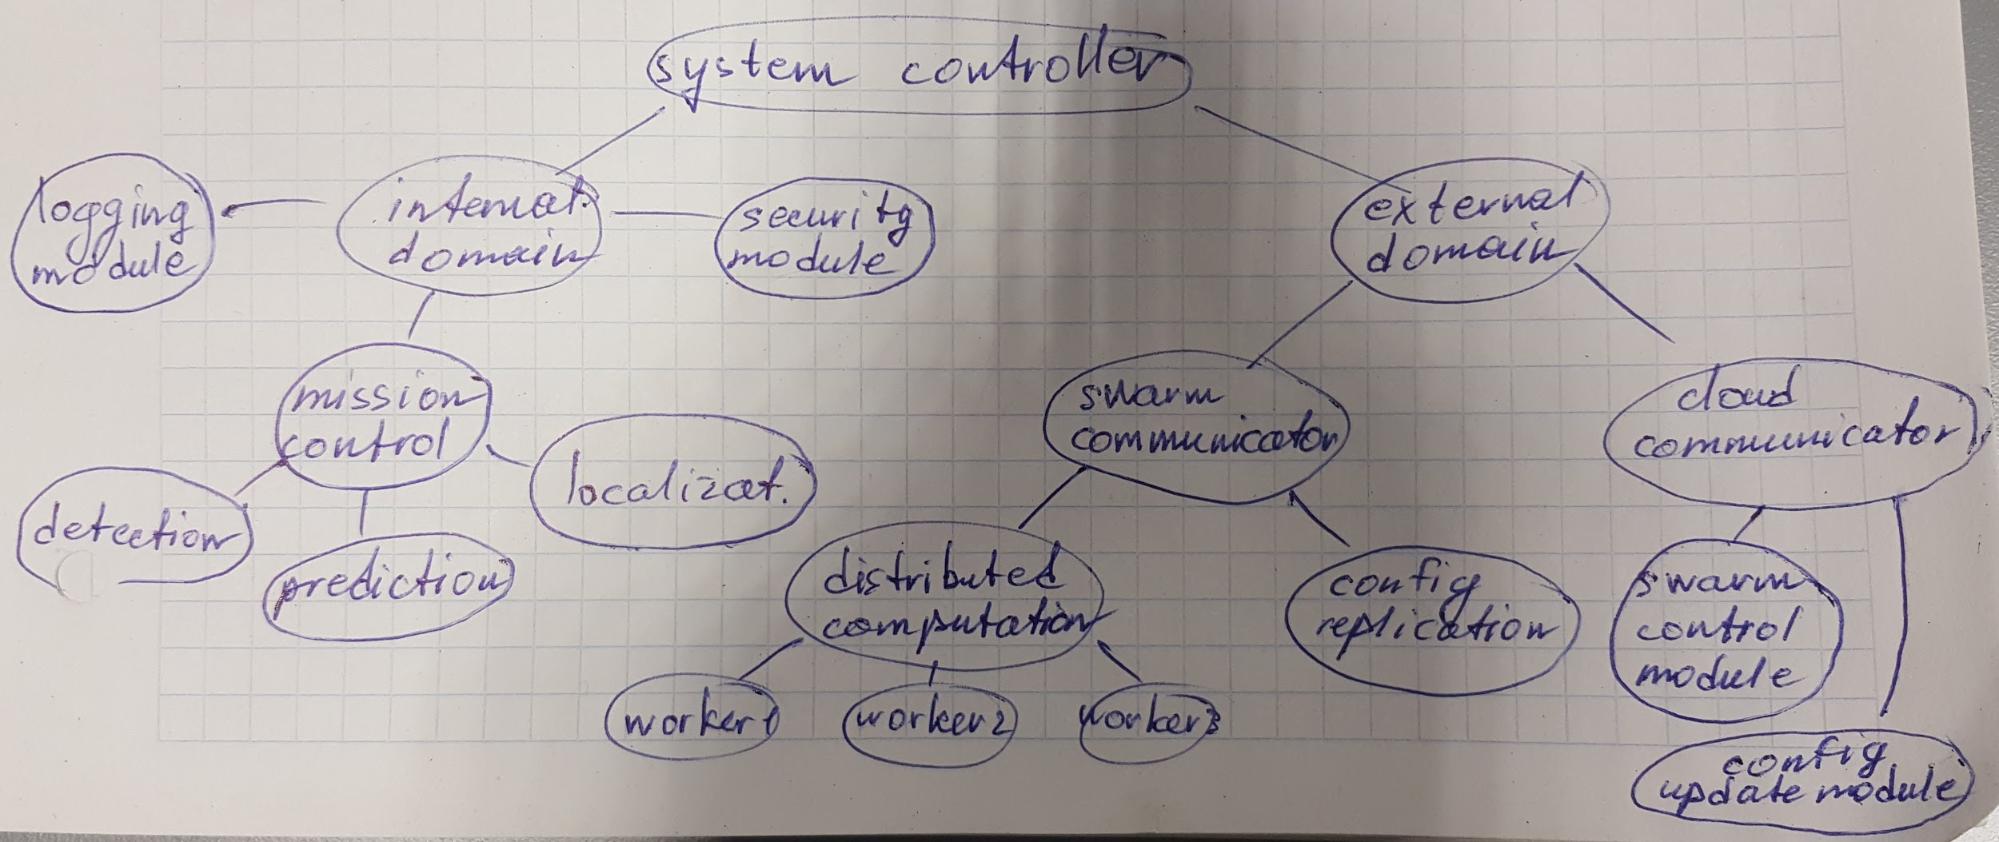 system controller
logging
module
internal.
domain
security
module
external
domain
mission
control
localizat.
detection
prediction
swarm
communicator
cloud
communicator
distributed
computation
config
replication
swarm
control
module
worker1
worker2
worker3
config
update module